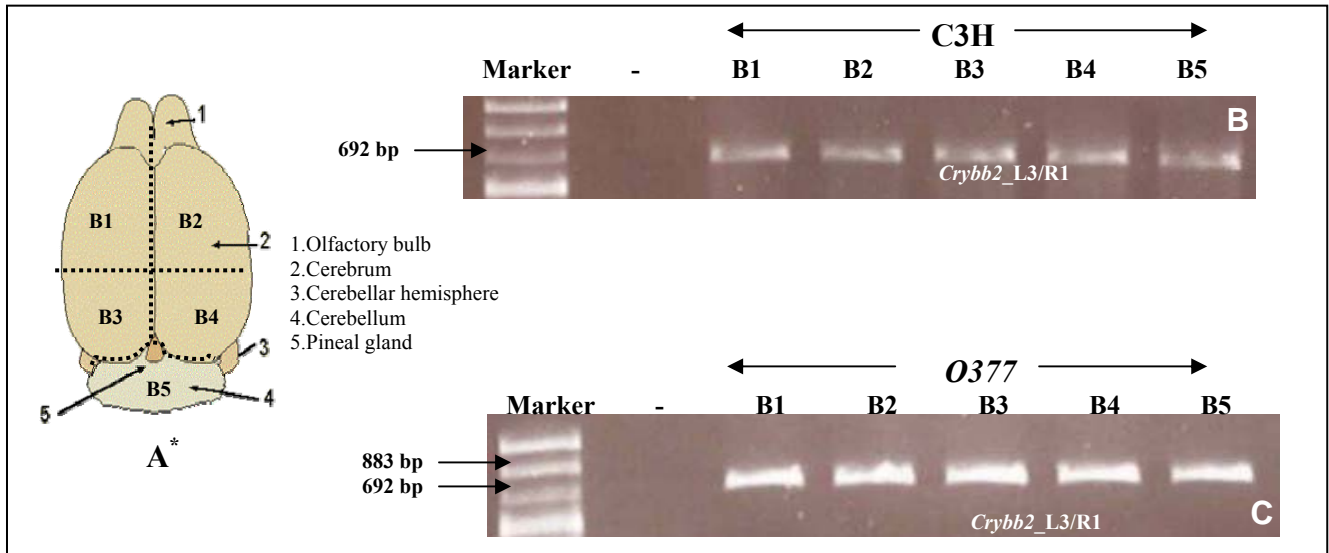 1
B1 B2
2
B3 B4
3
B5
5 4
A*
1.Olfactory bulb
2.Cerebrum
3.Cerebellar hemisphere
4.Cerebellum
5.Pineal gland
C3H
Marker - B1 B2 B3 B4 B5
B
692 bp
Crybb2_L3/R1
O377
Marker - B1 B2 B3 B4 B5
883 bp
692 bp
Crybb2_L3/R1
C